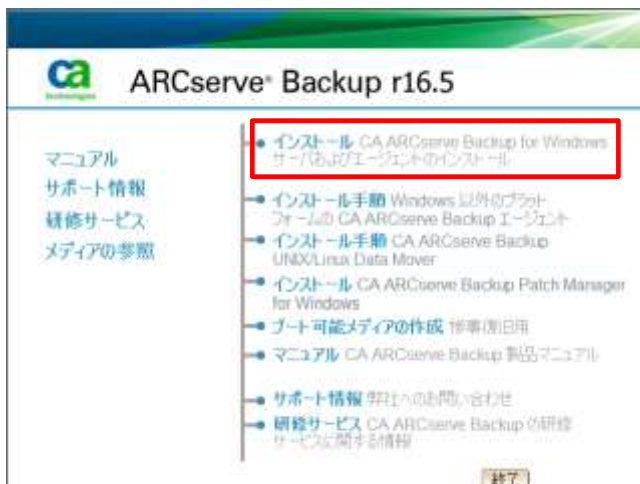 ca
technologies
ARCserve® Backup r16.5
マニュアル
サポート情報
研修サービス
メディアの参照
インストール CA ARCserve Backup for Windows
サーバおよびエージェントのインストール
インストール手順 Windows 以外のプラット
フォームの CA ARCserve Backup エージェント
インストール手順 CA ARCserve Backup
UNIX/Linux Data Mover
インストール CA ARCserve Backup Patch Manager
for Windows
ブート可能メディアの作成 惨事復旧用
マニュアル CA ARCserve Backup 製品マニュアル
サポート情報 弊社へのお問い合わせ
研修サービス CA ARCserve Backup の研修
サービスに関する情報
終了